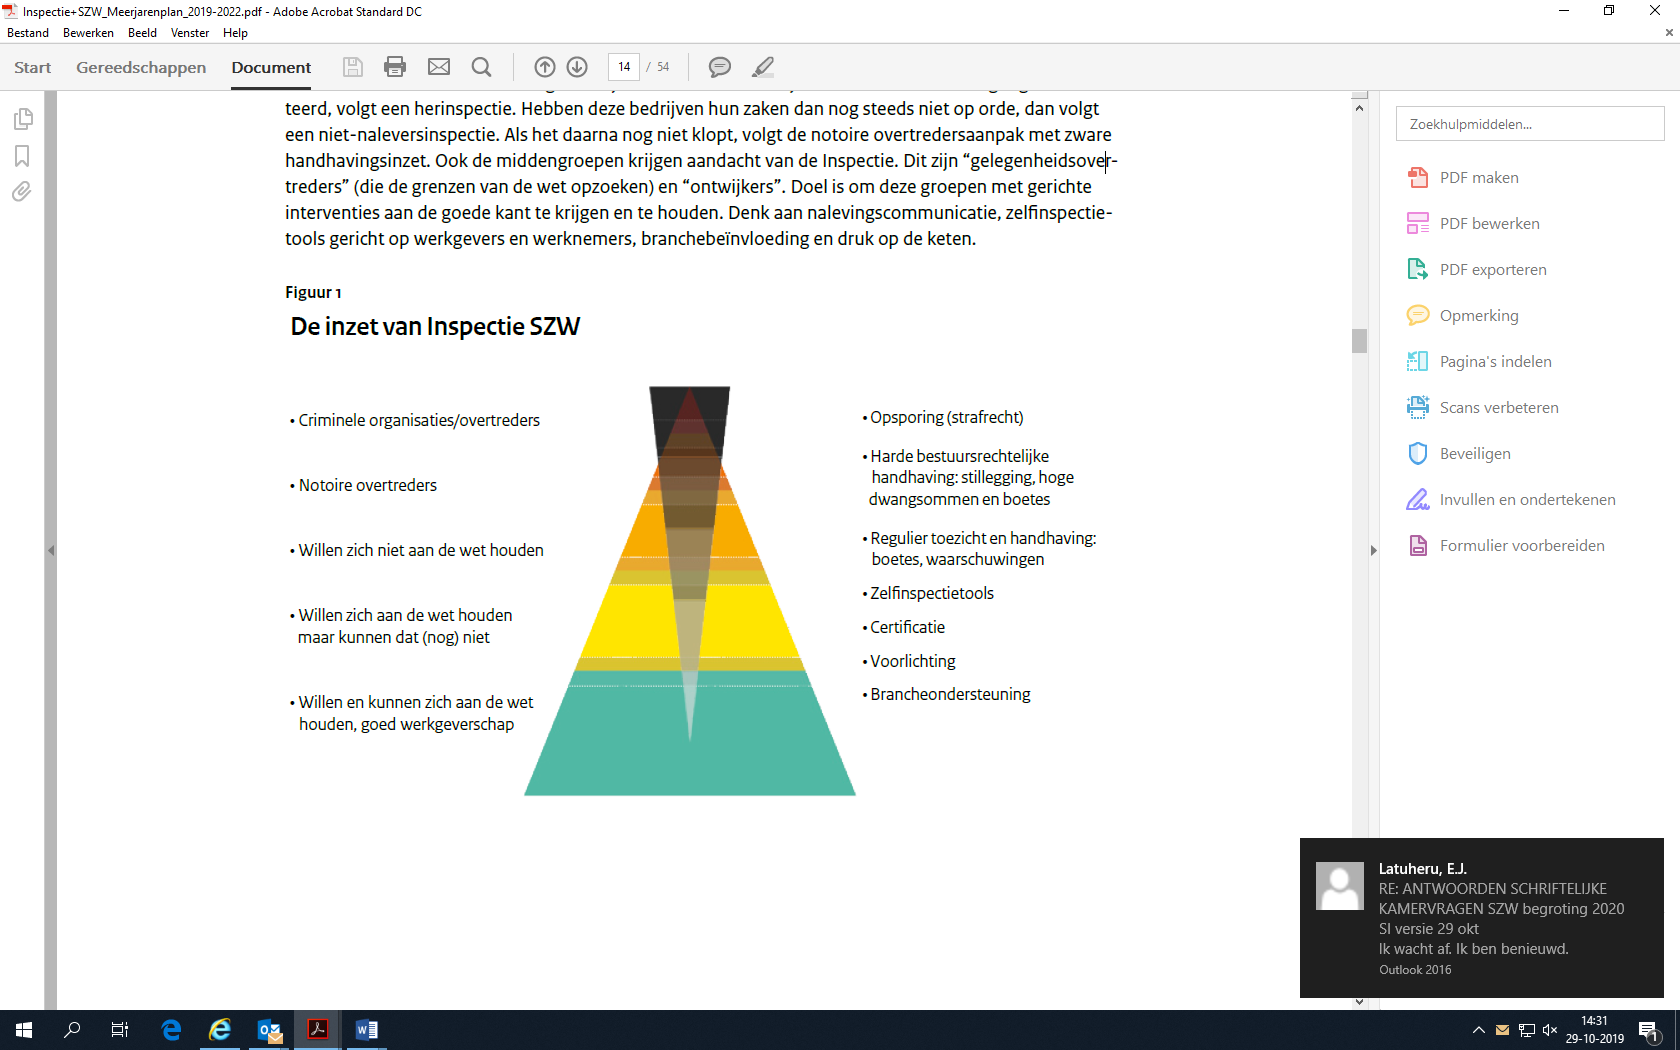 Inspectie+SZW_Meerjarenplan_2019-2022.pdf - Adobe Acrobat Standard DC
Bestand Bewerken Beeld Venster Help
Start Gereedschappen Document 14 / 54
teerd, volgt een herinspectie. Hebben deze bedrijven hun zaken dan nog steeds niet op orde, dan volgt
een niet-naleversinspectie. Als het daarna nog niet klopt, volgt de notoire overtredersaanpak met zware
handhavingsinzet. Ook de middengroepen krijgen aandacht van de Inspectie. Dit zijn “gelegenheidsover-
treders” (die de grenzen van de wet opzoeken) en “ontwijkers”. Doel is om deze groepen met gerichte
interventies aan de goede kant te krijgen en te houden. Denk aan nalevingscommunicatie, zelfinspectie-
tools gericht op werkgevers en werknemers, branchebeïnvloeding en druk op de keten.
Figuur 1
De inzet van Inspectie SZW
• Criminele organisaties/overtreders
• Notoire overtreders
• Willen zich niet aan de wet houden
• Willen zich aan de wet houden
maar kunnen dat (nog) niet
• Willen en kunnen zich aan de wet
houden, goed werkgeverschap
• Opsporing (strafrecht)
• Harde bestuursrechtelijke
handhaving: stillegging, hoge
dwangsommen en boetes
• Regulier toezicht en handhaving:
boetes, waarschuwingen
• Zelfinspectietools
• Certificatie
• Voorlichting
• Brancheondersteuning
Zoekhulpmiddelen...
PDF maken
PDF bewerken
PDF exporteren
Opmerking
Pagina's indelen
Scans verbeteren
Beveiligen
Invullen en ondertekenen
Formulier voorbereiden
Latuheru, E.J.
RE: ANTWOORDEN SCHRIFTELIJKE
KAMERVRAGEN SZW begroting 2020
SI versie 29 okt
Ik wacht af. Ik ben benieuwd.
Outlook 2016
14:31
29-10-2019
1